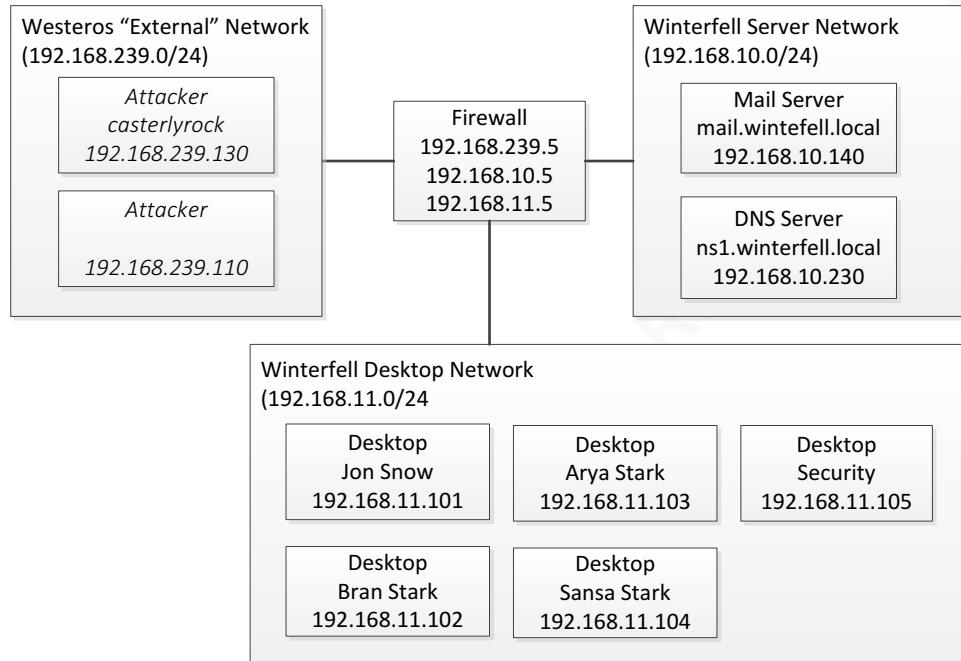 Westeros “External” Network
(192.168.239.0/24)
Attacker
casterlyrock
192.168.239.130
Attacker
192.168.239.110
Firewall
192.168.239.5
192.168.10.5
192.168.11.5
Winterfell Server Network
(192.168.10.0/24)
Mail Server
mail.wintefell.local
192.168.10.140
DNS Server
ns1.winterfell.local
192.168.10.230
Winterfell Desktop Network
(192.168.11.0/24
Desktop
Jon Snow
192.168.11.101
Desktop
Arya Stark
192.168.11.103
Desktop
Security
192.168.11.105
Desktop
Bran Stark
192.168.11.102
Desktop
Sansa Stark
192.168.11.104